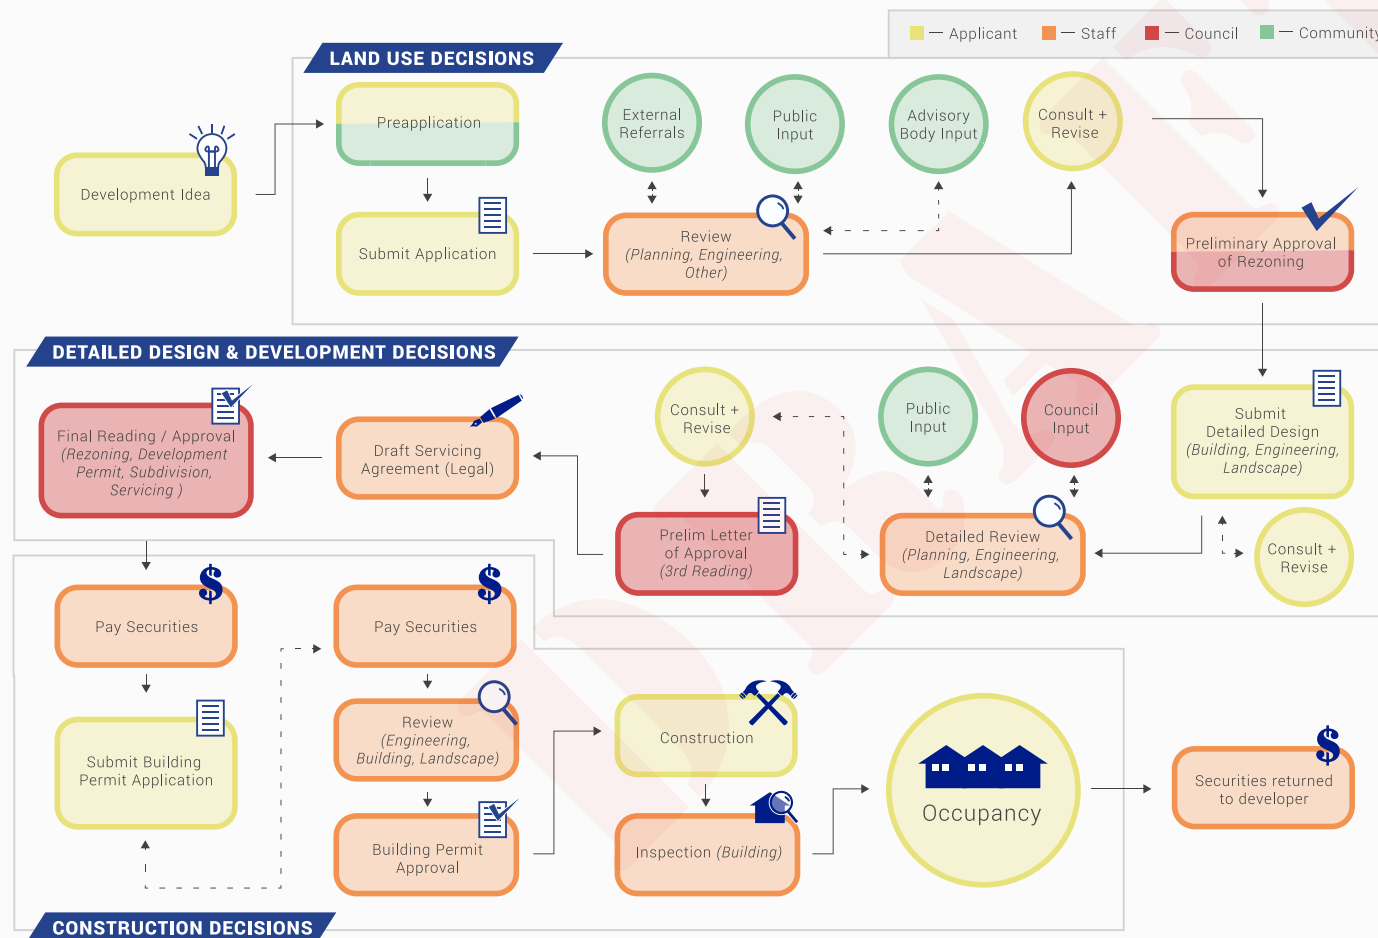 Applicant
Staff
Council
Community
LAND USE DECISIONS
Development Idea
Preapplication
Submit Application
External
Referrals
Public
Input
Advisory
Body Input
Consult +
Revise
Review
(Planning, Engineering,
Other)
Preliminary Approval
of Rezoning
DETAILED DESIGN & DEVELOPMENT DECISIONS
Submit
Detailed Design
(Building, Engineering,
Landscape)
Consult +
Revise
Public
Input
Council
Input
Detailed Review
(Planning, Engineering,
Landscape)
Consult +
Revise
Prelim Letter
of Approval
(3rd Reading)
Draft Servicing
Agreement (Legal)
Final Reading / Approval
(Rezoning, Development
Permit, Subdivision,
Servicing )
$
Pay Securities
Submit Building
Permit Application
$
Pay Securities
Review
(Engineering,
Building, Landscape)
Building Permit
Approval
Construction
Inspection (Building)
Occupancy
$
Securities returned
to developer
CONSTRUCTION DECISIONS
DRAFT